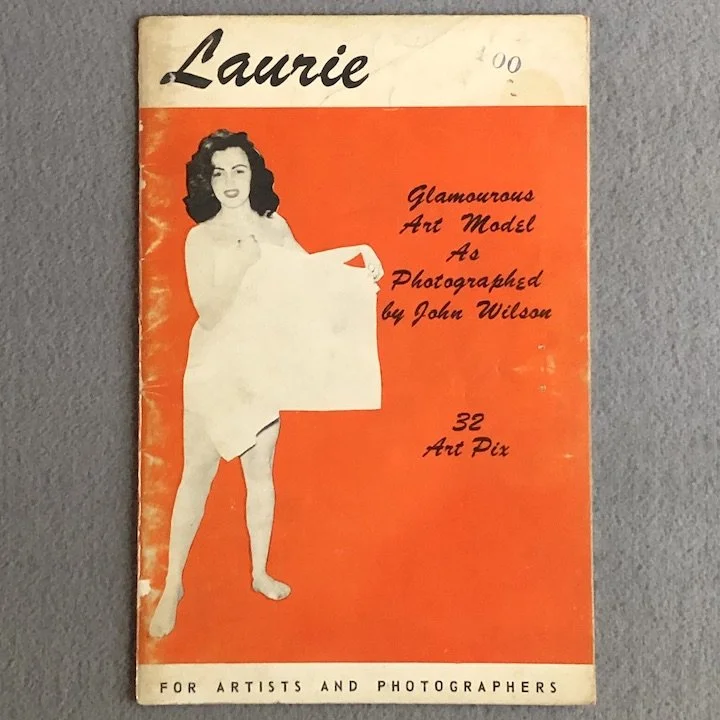 Laurie
100
Glamourous
Art Model
As
Photographed
by John Wilson
32
Art Pix
FOR ARTISTS AND PHOTOGRAPHERS